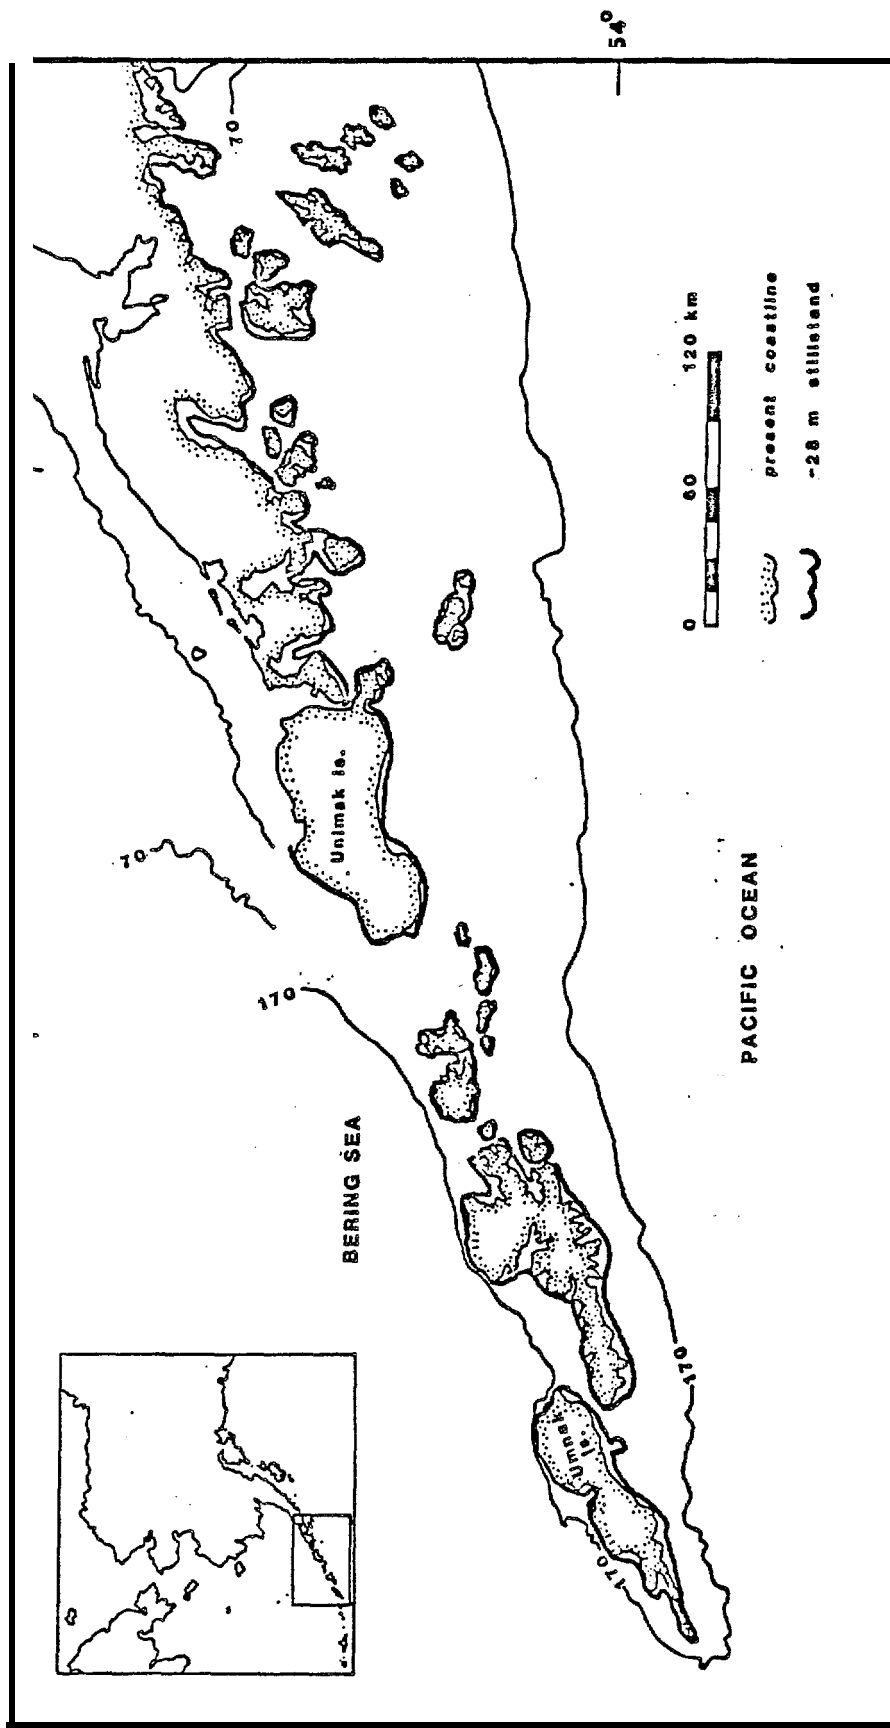 54°
70
0 60 120 km
present coastline
-28 m stillstand
Unimak is.
70
170
PACIFIC OCEAN
BERING SEA
170
Umnak
is.
170